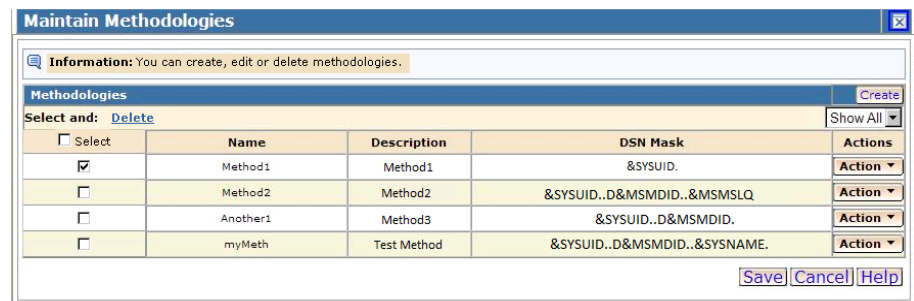 Maintain Methodologies
Information: You can create, edit or delete methodologies.
Methodologies Create
Select and: Delete Show All
Select Name Description DSN Mask Actions
Method1 Method1 &SYSUID. Action
Method2 Method2 &SYSUID..D&MSMDID..&MSMSLQ Action
Another1 Method3 &SYSUID..D&MSMDID. Action
myMeth Test Method &SYSUID..D&MSMDID..&SYSNAME. Action
Save Cancel Help